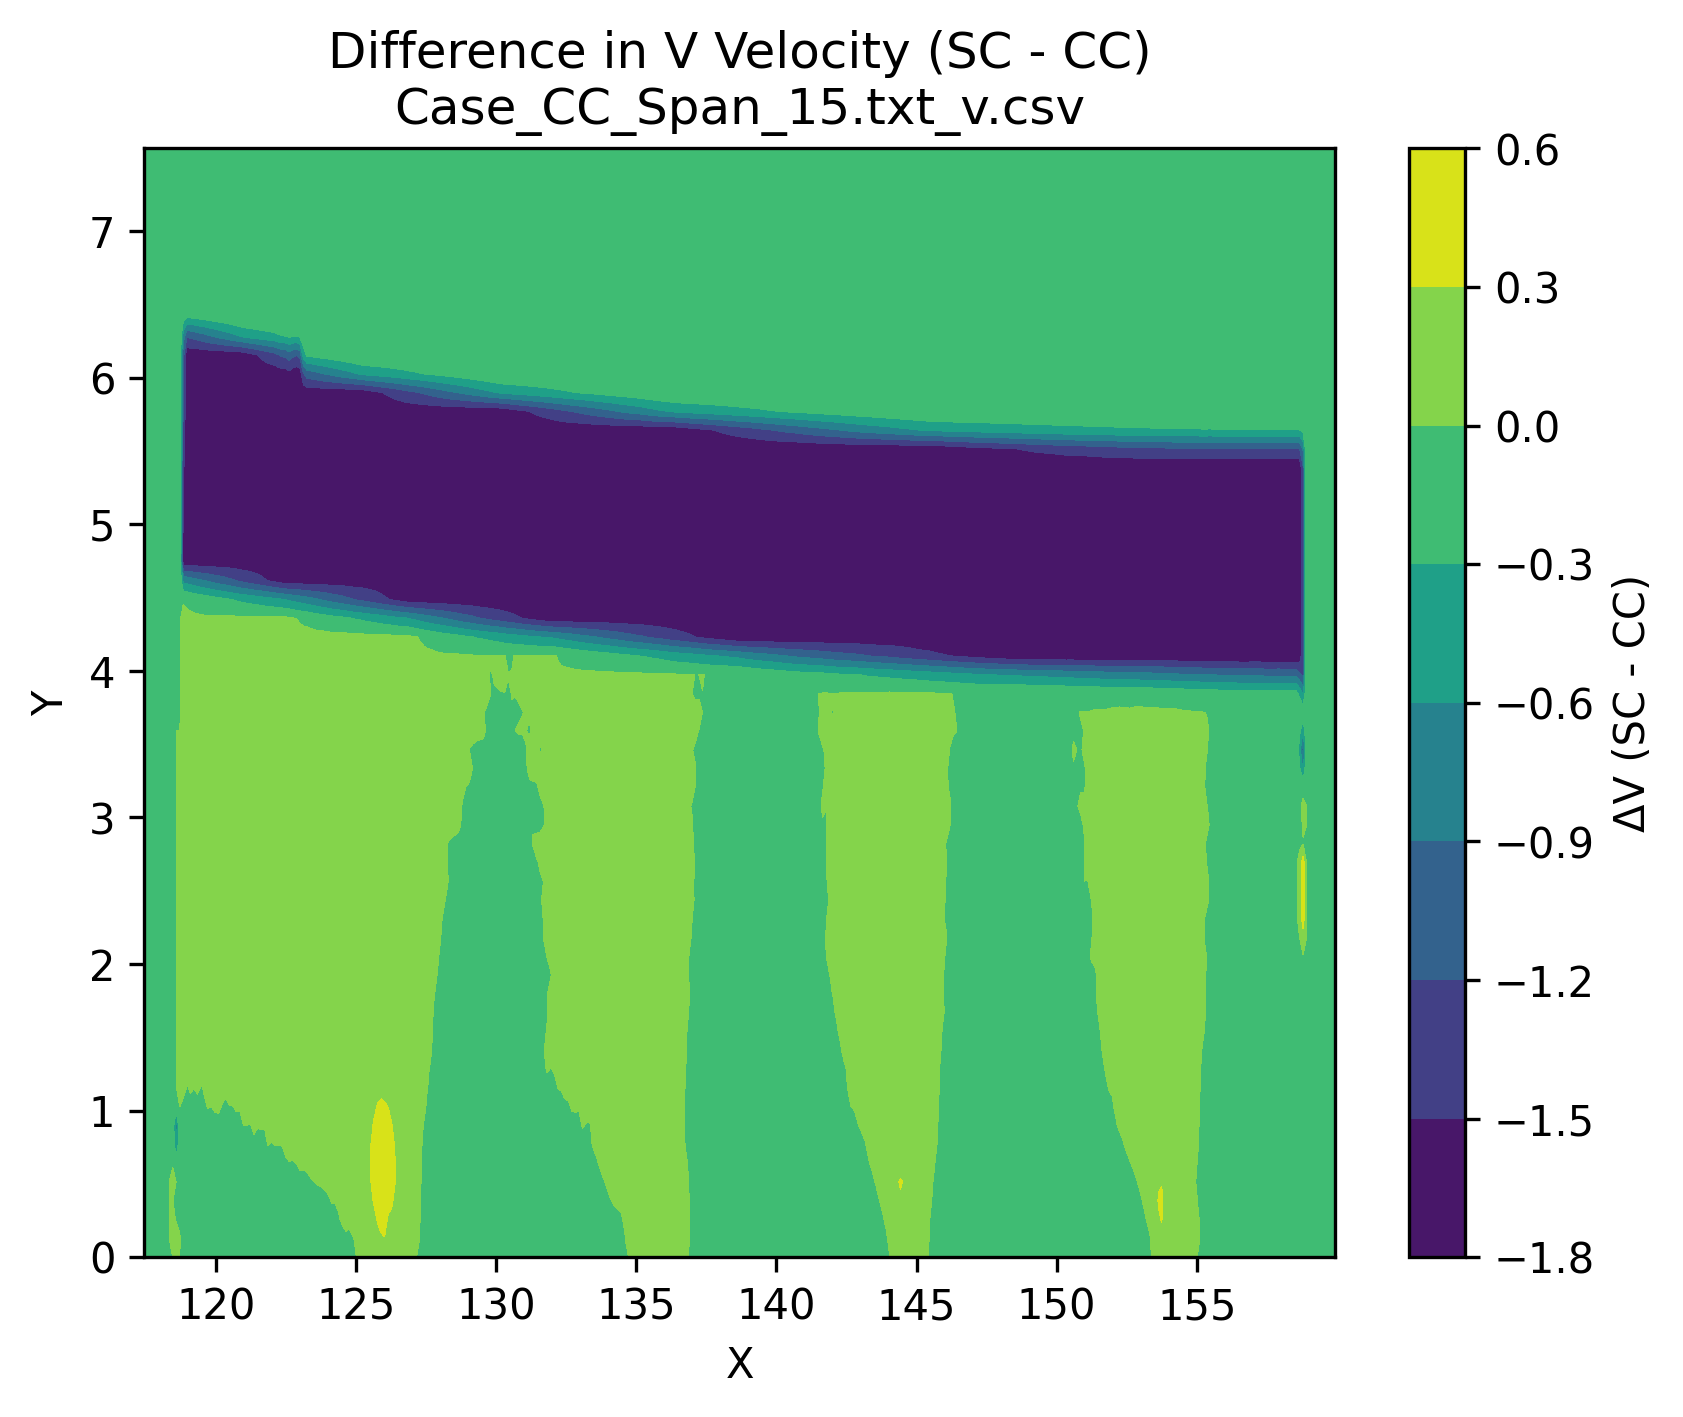 Difference in V Velocity (SC - CC)
Case_CC_Span_15.txt_v.csv
7
6
5
4
3
2
1
0
Y
120 125 130 135 140 145 150 155
X
0.6
0.3
0.0
−0.3
−0.6
−0.9
−1.2
−1.5
−1.8
ΔV (SC - CC)